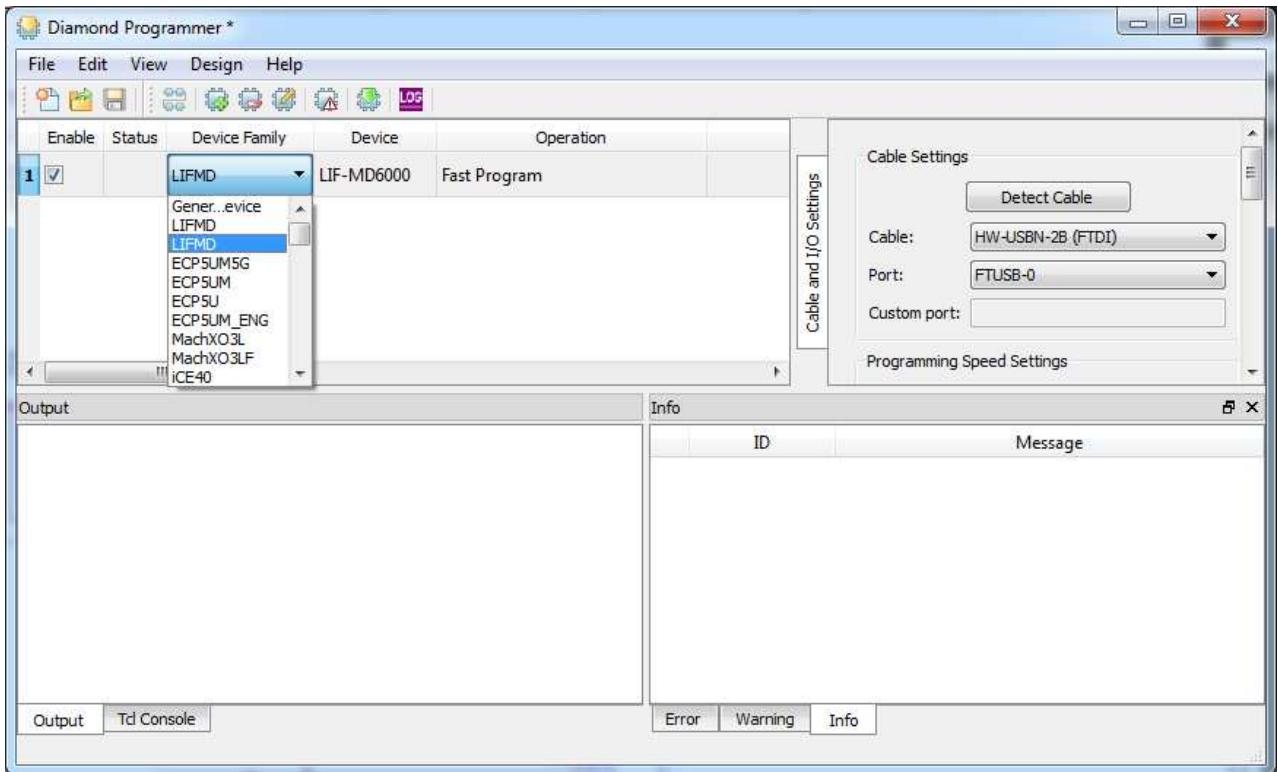 Diamond Programmer *
File Edit View Design Help
LOG
Enable Status Device Family Device Operation
1 LIFMD LIF-MD6000 Fast Program
Gener...evice
LIFMD
LIFMD
ECP5UM5G
ECP5UM
ECP5U
ECP5UM_ENG
MachXO3L
MachXO3LF
iCE40
Cable and I/O Settings
Cable Settings
Detect Cable
Cable: HW-USBN-2B (FTDI)
Port: FTUSB-0
Custom port:
Programming Speed Settings
Output
Info
ID Message
Output Tcl Console
Error Warning Info